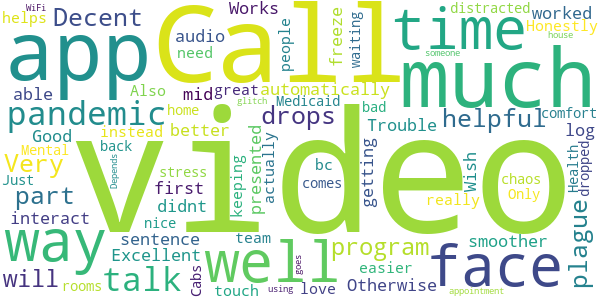 WiFi
helps
Decent
Works
distracted
worked
Honestly
app
Call
time
audio
need
people
waiting
freeze
helps
much
someone
house
able
Also
mid
great
automatically
pandemic
home
Medicaid
bad
comfort
Good
instead
better
drops
Trouble
helpful
log
Very
Mental
back
glitch
bc
getting
Wish
Health
dropped
chaos
Only
Just
stress
keeping
presented
actually
comes
really
plague
part
first
Depends
video
didnt
interact
sentence
nice
team
program
smoother
way
well
face
Excellent
easier
will
talk
Cabs
touch
love
Otherwise
rooms
using
goes
appointment